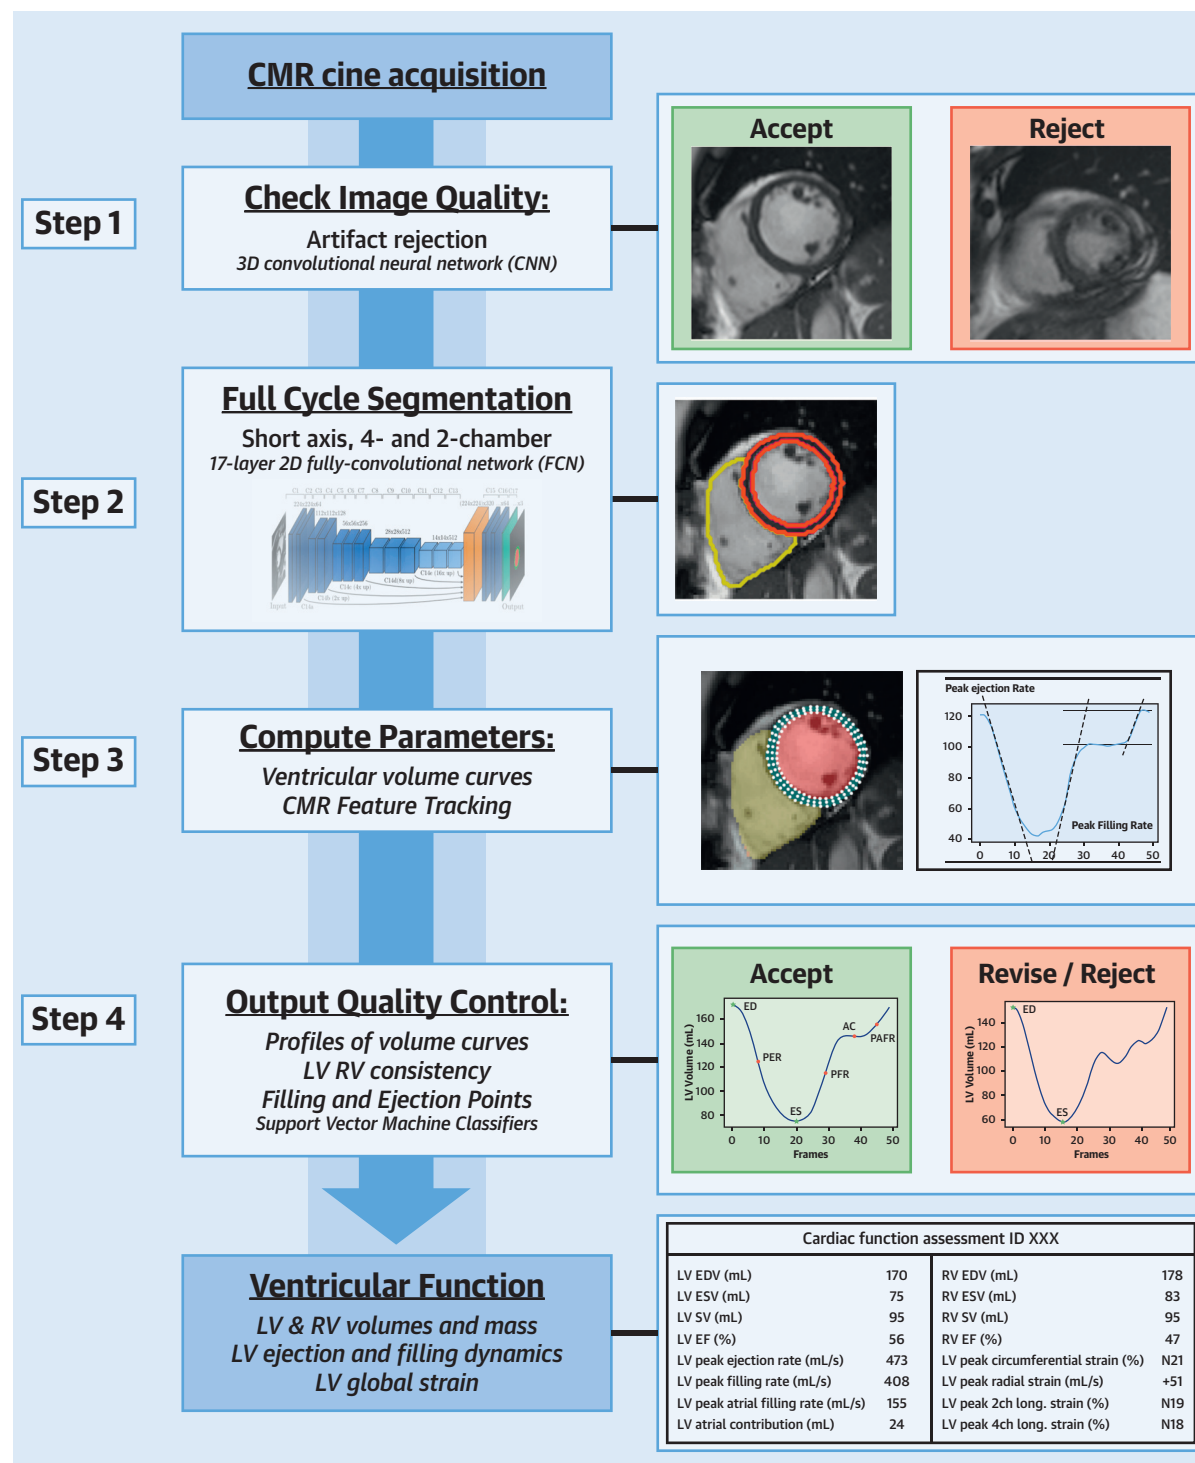 CMR cine acquisition
Step 1
Check Image Quality:
Artifact rejection
3D convolutional neural network (CNN)
Accept
Reject
Step 2
Full Cycle Segmentation
Short axis, 4- and 2-chamber
17-layer 2D fully-convolutional network (FCN)
28x28x512
14x14x512
Input
Output
Step 3
Compute Parameters:
Ventricular volume curves
CMR Feature Tracking
Peak ejection Rate
120
100
80
60
40
Peak Filling Rate
0 10 20 30 40 50
Step 4
Output Quality Control:
Profiles of volume curves
LV RV consistency
Filling and Ejection Points
Support Vector Machine Classifiers
Accept
LV Volume (mL)
160
140
120
100
80
ED
PER
ES
PFR
AC
PAFR
0 10 20 30 40 50
Frames
Revise / Reject
LV Volume (mL)
140
120
100
80
60
ED
ES
0 10 20 30 40 50
Frames
Ventricular Function
LV & RV volumes and mass
LV ejection and filling dynamics
LV global strain
Cardiac function assessment ID XXX
LV EDV (mL) 170
LV ESV (mL) 75
LV SV (mL) 95
LV EF (%) 56
LV peak ejection rate (mL/s) 473
LV peak filling rate (mL/s) 408
LV peak atrial filling rate (mL/s) 155
LV atrial contribution (mL) 24
RV EDV (mL) 178
RV ESV (mL) 83
RV SV (mL) 95
RV EF (%) 47
LV peak circumferential strain (%) N21
LV peak radial strain (mL/s) +51
LV peak 2ch long. strain (%) N19
LV peak 4ch long. strain (%) N18